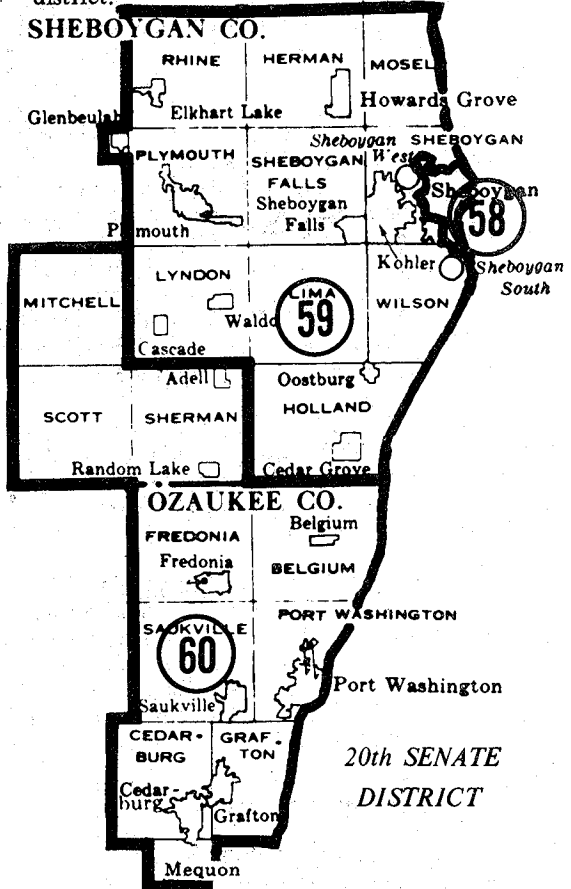 district.
SHEBOYGAN CO.
RHINE
HERMAN
MOSEL
Elkhart Lake
Howards Grove
Glenbeulah
Sheboygan
West
SHEBOYGAN
PLYMOUTH
SHEBOYGAN
FALLS
Sheboygan
Falls
Sheboygan
58
Plymouth
Kohler
Sheboygan
South
LYNDON
MITCHELL
LIMA
59
WILSON
Waldo
Cascade
Adell
Oostburg
SCOTT
SHERMAN
HOLLAND
Random Lake
Cedar Grove
OZAUKEE CO.
Belgium
FREDONIA
Fredonia
BELGIUM
PORT WASHINGTON
SAUKVILLE
60
Port Washington
Saukville
CEDAR-
BURG
GRAF-
TON
20th SENATE
DISTRICT
Cedar-
burg
Grafton
Mequon